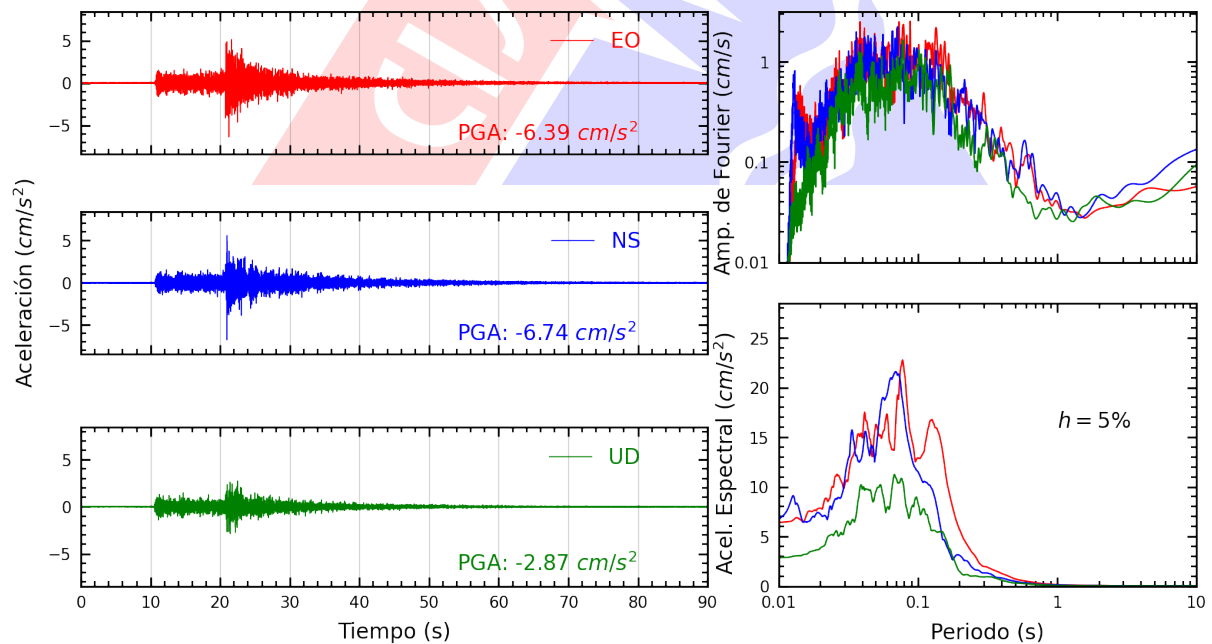 Aceleración (cm/s²)
5
0
−5
EO
PGA: -6.39 cm/s²
5
0
−5
NS
PGA: -6.74 cm/s²
5
0
−5
UD
PGA: -2.87 cm/s²
0 10 20 30 40 50 60 70 80 90
Tiempo (s)
Amp. de Fourier (cm/s)
1
0.1
0.01
Acel. Espectral (cm/s²)
25
20
15
10
5
0
h = 5%
0.01 0.1 1 10
Periodo (s)